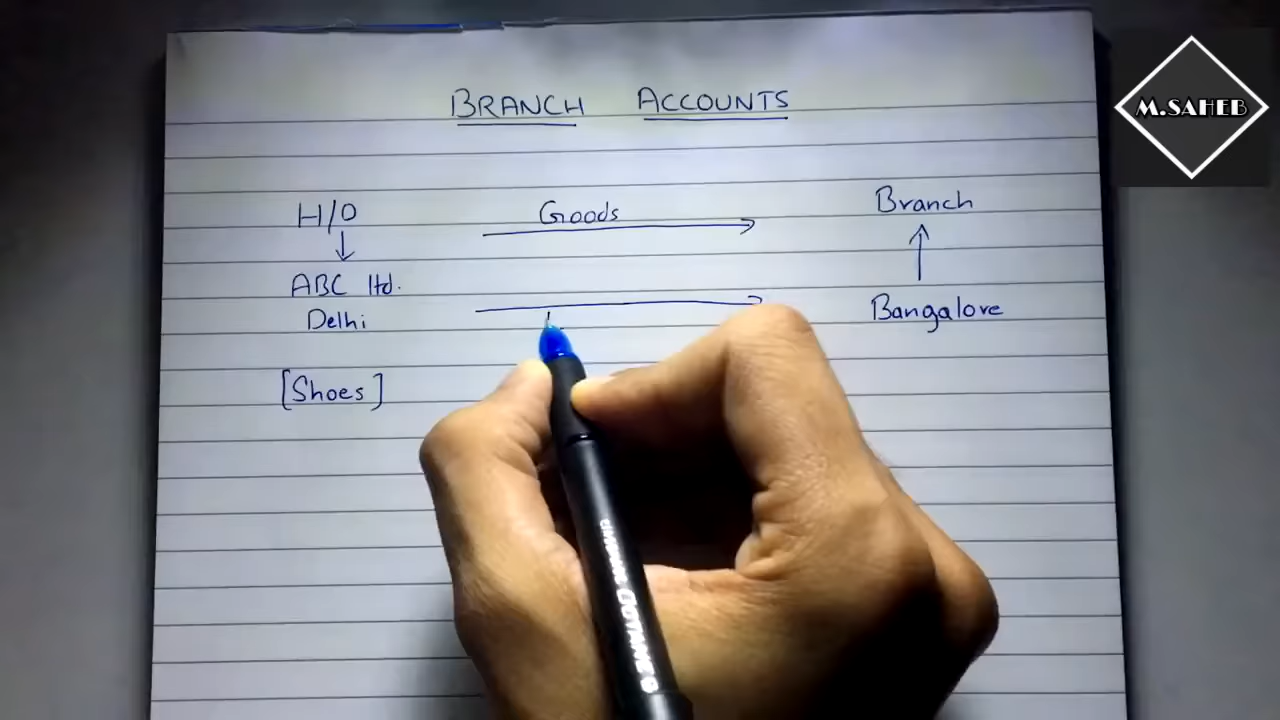 BRANCH ACCOUNTS
M.SAHEB
H/O Goods Branch
ABC ltd.
Delhi
Bangalore
[Shoes]